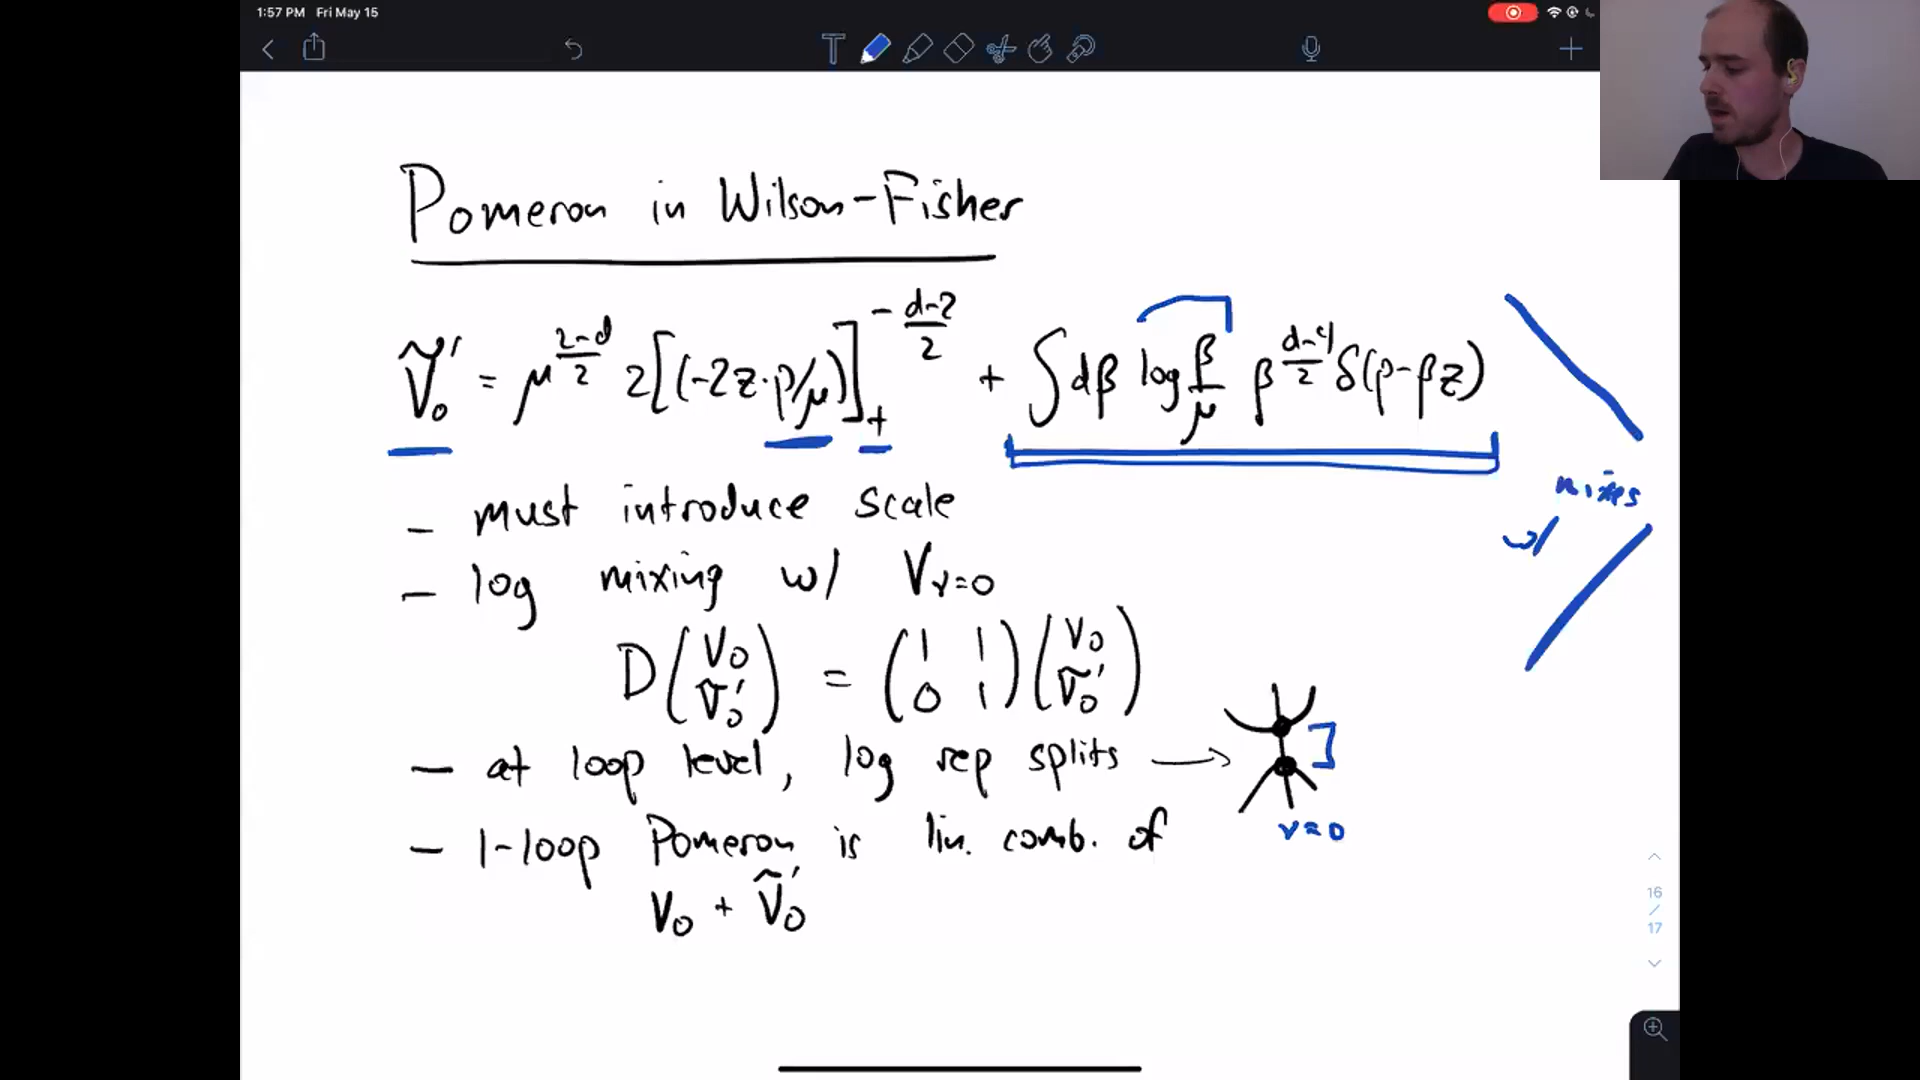 1:57 PM Fri May 15
Pomeron in Wilson-Fisher
Ṽ₀′ = μ^{(2-d)/2} 2[(-2z·p/μ)]₊^{-(d-2)/2} + ∫dβ log β/μ β^{(d-4)/2} δ(p-βz)
mixes
w/
– must introduce scale
– log mixing w/ V_{ν=0}
D (V₀ Ṽ₀′) = (1 1 0 1) (V₀ Ṽ₀′)
– at loop level, log rep splits →
ν=0
– 1-loop Pomeron is lin. comb. of
V₀ + Ṽ₀′
16
/
17